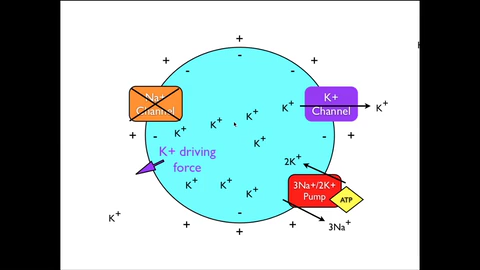 +
+
+
-
-
-
Na+
Channel
K+
Channel
K+
K+
K+
K+
K+
K+
+
-
-
+
K+ driving
force
K+
2K+
K+
K+
K+
3Na+/2K+
Pump
ATP
K+
+
-
-
-
+
3Na+
+
+